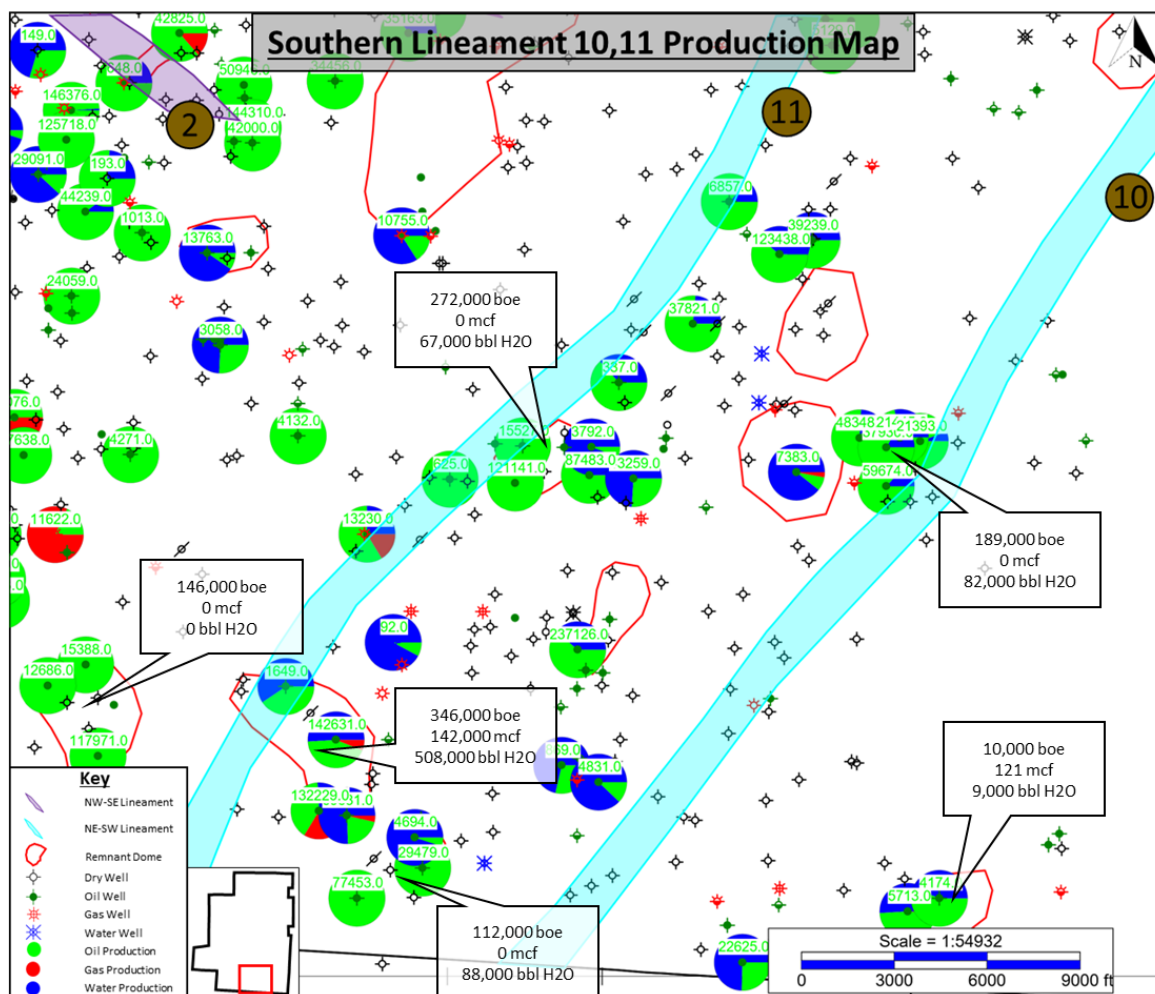 Southern Lineament 10,11 Production Map
N
2
11
10
42825.0
35163.0
149.0
34456.0
146376.0
125718.0
144310.0
42000.0
29091.0
193.0
44239.0
1013.0
13763.0
10755.0
6857.0
39239.0
123438.0
24059.0
3058.0
37821.0
337.0
272,000 boe
0 mcf
67,000 bbl H2O
4132.0
4271.0
3792.0
121141.0
87483.0
3259.0
7383.0
21393.0
59674.0
625.0
11622.0
13230.0
189,000 boe
0 mcf
82,000 bbl H2O
146,000 boe
0 mcf
0 bbl H2O
92.0
237126.0
15388.0
12686.0
1649.0
142631.0
117971.0
346,000 boe
142,000 mcf
508,000 bbl H2O
4831.0
10,000 boe
121 mcf
9,000 bbl H2O
132229.0
4694.0
29479.0
77453.0
5713.0
22625.0
112,000 boe
0 mcf
88,000 bbl H2O
Key
NW-SE Lineament
NE-SW Lineament
Remnant Dome
Dry Well
Oil Well
Gas Well
Water Well
Oil Production
Gas Production
Water Production
Scale = 1:54932
0 3000 6000 9000 ft